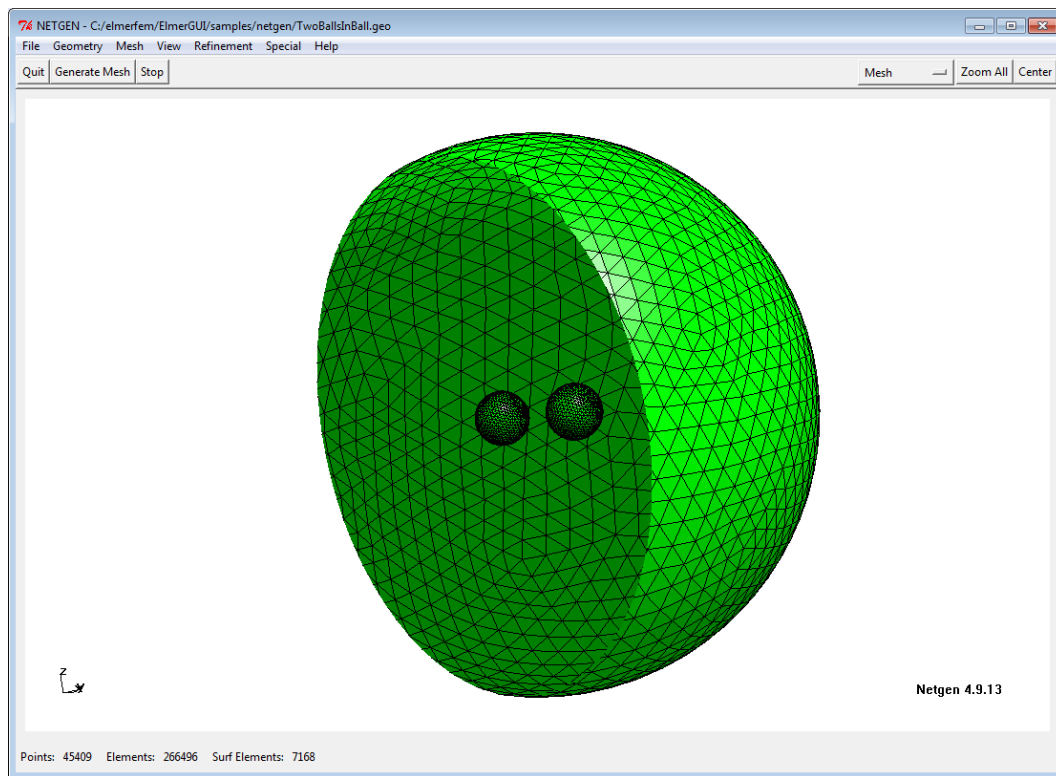 NETGEN - C:/elmerfem/ElmerGUI/samples/netgen/TwoBallsInBall.geo
File Geometry Mesh View Refinement Special Help
Quit Generate Mesh Stop Mesh Zoom All Center
z
Netgen 4.9.13
Points: 45409 Elements: 266496 Surf Elements: 7168